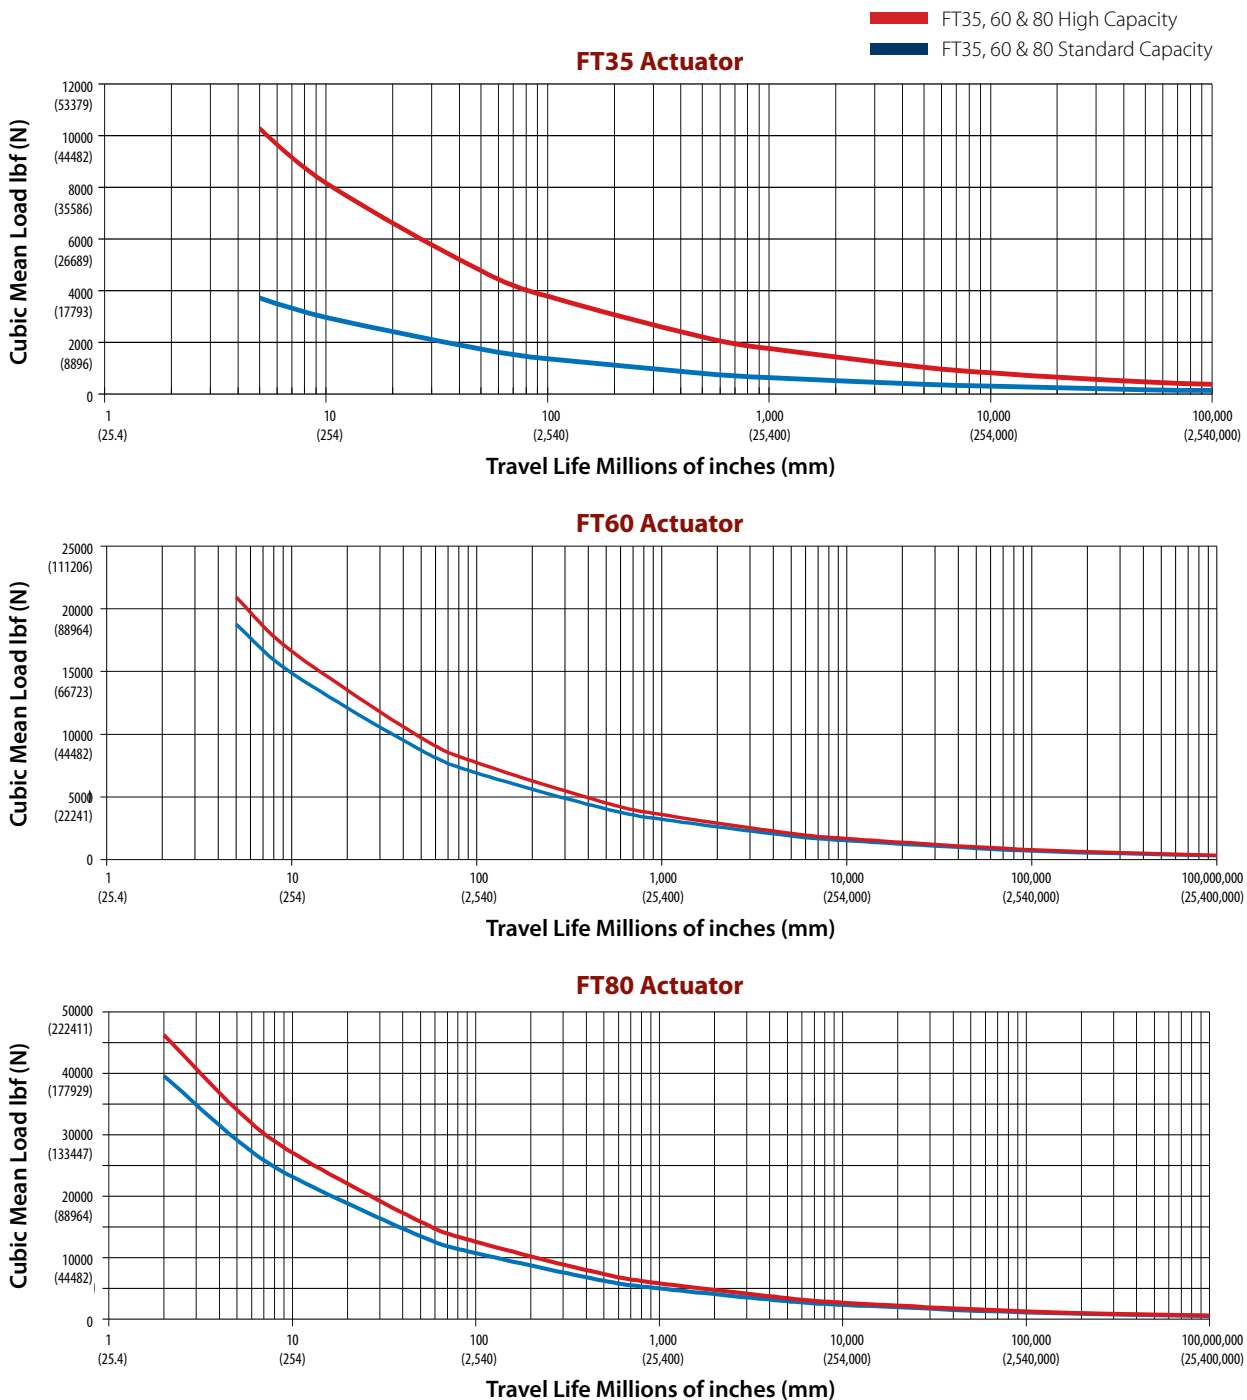 FT35, 60 & 80 High Capacity
FT35, 60 & 80 Standard Capacity
FT35 Actuator
Cubic Mean Load lbf (N)
12000
(53379)
10000
(44482)
8000
(35586)
6000
(26689)
4000
(17793)
2000
(8896)
0
1 10 100 1,000 10,000 100,000
(25.4) (254) (2,540) (25,400) (254,000) (2,540,000)
Travel Life Millions of inches (mm)
FT60 Actuator
Cubic Mean Load lbf (N)
25000
(111206)
20000
(88964)
15000
(66723)
10000
(44482)
5000
(22241)
0
1 10 100 1,000 10,000 100,000 100,000,000
(25.4) (254) (2,540) (25,400) (254,000) (2,540,000) (25,400,000)
Travel Life Millions of inches (mm)
FT80 Actuator
Cubic Mean Load lbf (N)
50000
(222411)
40000
(177929)
30000
(133447)
20000
(88964)
10000
(44482)
0
1 10 100 1,000 10,000 100,000 100,000,000
(25.4) (254) (2,540) (25,400) (254,000) (2,540,000) (25,400,000)
Travel Life Millions of inches (mm)